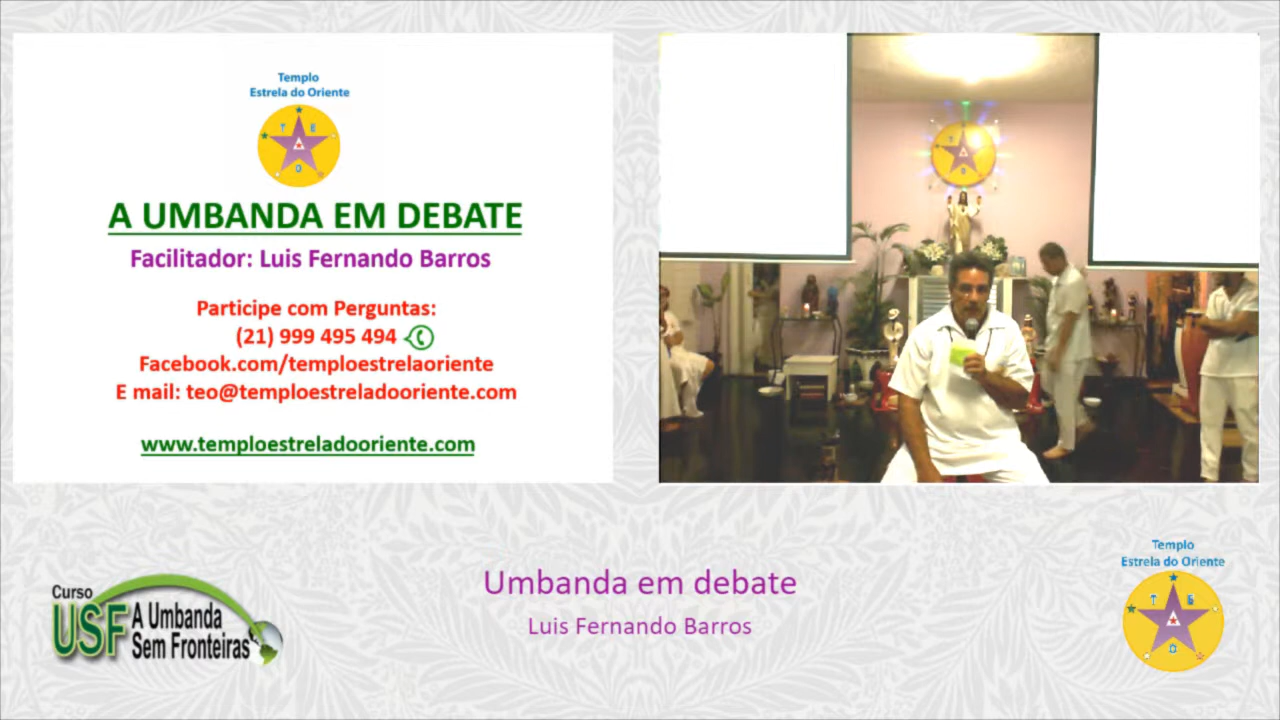 Templo
Estrela do Oriente
T E
O
A UMBANDA EM DEBATE
Facilitador: Luis Fernando Barros
Participe com Perguntas:
(21) 999 495 494
Facebook.com/temploestrelaoriente
E mail: teo@temploestreladooriente.com
www.temploestreladooriente.com
Curso
USF A Umbanda
Sem Fronteiras
Umbanda em debate
Luis Fernando Barros
Templo
Estrela do Oriente
T E
O